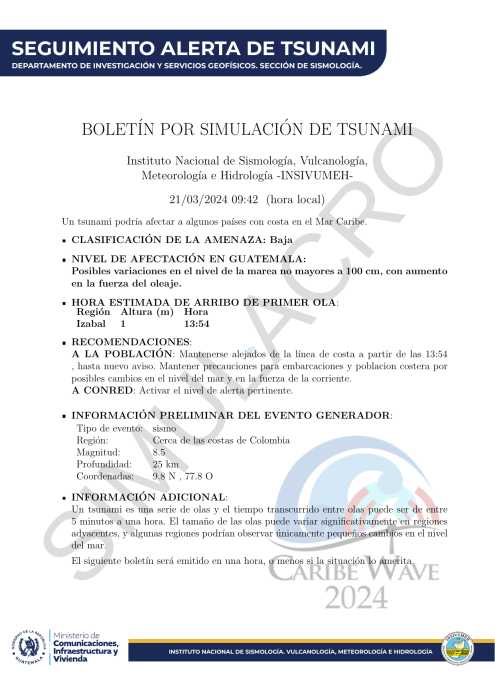 SEGUIMIENTO ALERTA DE TSUNAMI
DEPARTAMENTO DE INVESTIGACIÓN Y SERVICIOS GEOFÍSICOS. SECCIÓN DE SISMOLOGÍA.
BOLETÍN POR SIMULACIÓN DE TSUNAMI
Instituto Nacional de Sismología, Vulcanología,
Meteorología e Hidrología -INSIVUMEH-
21/03/2024 09:42 (hora local)
Un tsunami podría afectar a algunos países con costa en el Mar Caribe.
• CLASIFICACIÓN DE LA AMENAZA: Baja
• NIVEL DE AFECTACIÓN EN GUATEMALA:
Posibles variaciones en el nivel de la marea no mayores a 100 cm, con aumento
en la fuerza del oleaje.
• HORA ESTIMADA DE ARRIBO DE PRIMER OLA:
Región Altura (m) Hora
Izabal 1 13:54
• RECOMENDACIONES:
A LA POBLACIÓN: Mantenerse alejados de la línea de costa a partir de las 13:54
, hasta nuevo aviso. Mantener precauciones para embarcaciones y poblacion costera por
posibles cambios en el nivel del mar y en la fuerza de la corriente.
A CONRED: Activar el nivel de alerta pertinente.
• INFORMACIÓN PRELIMINAR DEL EVENTO GENERADOR:
Tipo de evento: sismo
Región: Cerca de las costas de Colombia
Magnitud: 8.5
Profundidad: 25 km
Coordenadas: 9.8 N , 77.8 O
• INFORMACIÓN ADICIONAL:
Un tsunami es una serie de olas y el tiempo transcurrido entre olas puede ser de entre
5 minutos a una hora. El tamaño de las olas puede variar significativamente en regiones
adyacentes, y algunas regiones podrían observar únicamente pequeños cambios en el nivel
del mar.
El siguiente boletín será emitido en una hora, o menos si la situación lo amerita.
SIMULACRO
CARIBE WAVE
2024
GUATEMALA
Ministerio de
Comunicaciones,
Infraestructura y
Vivienda
INSTITUTO NACIONAL DE SISMOLOGÍA. VULCANOLOGÍA, METEOROLOGÍA E HIDROLOGÍA
INSIVUMEH